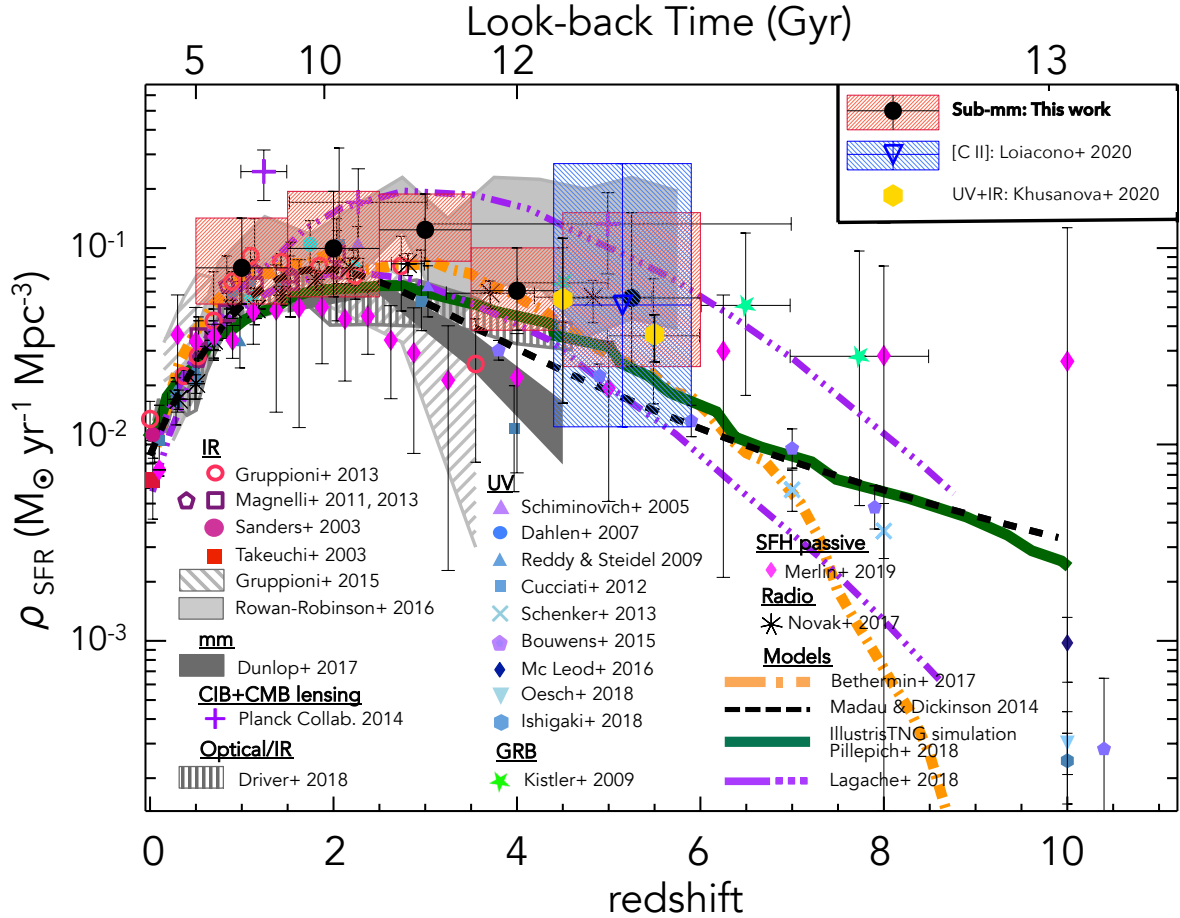 Look-back Time (Gyr)
5 10 12 13
Sub-mm: This work
[C II]: Loiacono+ 2020
UV+IR: Khusanova+ 2020
10-1
10-2
10-3
ρ SFR (M⊙ yr-1 Mpc-3)
IR
Gruppioni+ 2013
Magnelli+ 2011, 2013
Sanders+ 2003
Takeuchi+ 2003
Gruppioni+ 2015
Rowan-Robinson+ 2016
mm
Dunlop+ 2017
CIB+CMB lensing
Planck Collab. 2014
Optical/IR
Driver+ 2018
UV
Schiminovich+ 2005
Dahlen+ 2007
Reddy & Steidel 2009
Cucciati+ 2012
Schenker+ 2013
Bouwens+ 2015
Mc Leod+ 2016
Oesch+ 2018
Ishigaki+ 2018
GRB
Kistler+ 2009
SFH passive
Merlin+ 2019
Radio
Novak+ 2017
Models
Bethermin+ 2017
Madau & Dickinson 2014
IllustrisTNG simulation
Pillepich+ 2018
Lagache+ 2018
0 2 4 6 8 10
redshift